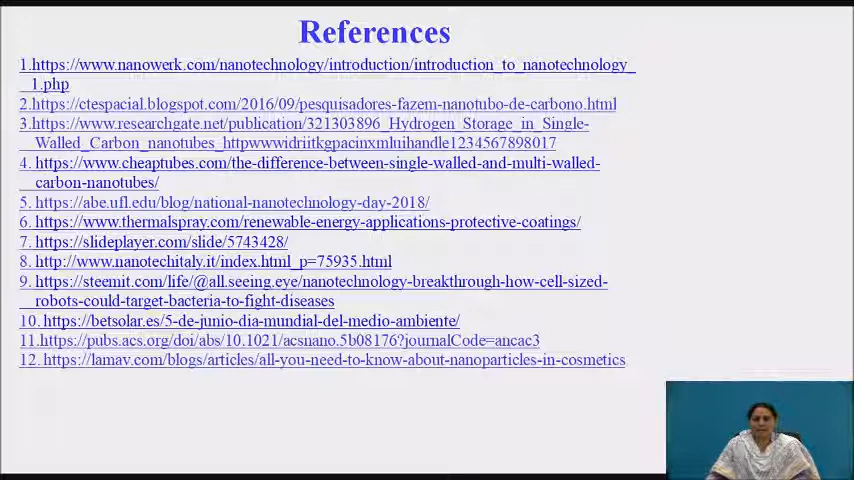 References
1.https://www.nanowerk.com/nanotechnology/introduction/introduction_to_nanotechnology_
1.php
2.https://ctespacial.blogspot.com/2016/09/pesquisadores-fazem-nanotubo-de-carbono.html
3.https://www.researchgate.net/publication/321303896_Hydrogen_Storage_in_Single-
Walled_Carbon_nanotubes_httpwwwidriitkgpacinxmluihandle1234567898017
4. https://www.cheaptubes.com/the-difference-between-single-walled-and-multi-walled-
carbon-nanotubes/
5. https://abe.ufl.edu/blog/national-nanotechnology-day-2018/
6. https://www.thermalspray.com/renewable-energy-applications-protective-coatings/
7. https://slideplayer.com/slide/5743428/
8. http://www.nanotechitaly.it/index.html_p=75935.html
9. https://steemit.com/life/@all.seeing.eye/nanotechnology-breakthrough-how-cell-sized-
robots-could-target-bacteria-to-fight-diseases
10. https://betsolar.es/5-de-junio-dia-mundial-del-medio-ambiente/
11.https://pubs.acs.org/doi/abs/10.1021/acsnano.5b08176?journalCode=ancac3
12. https://lamav.com/blogs/articles/all-you-need-to-know-about-nanoparticles-in-cosmetics